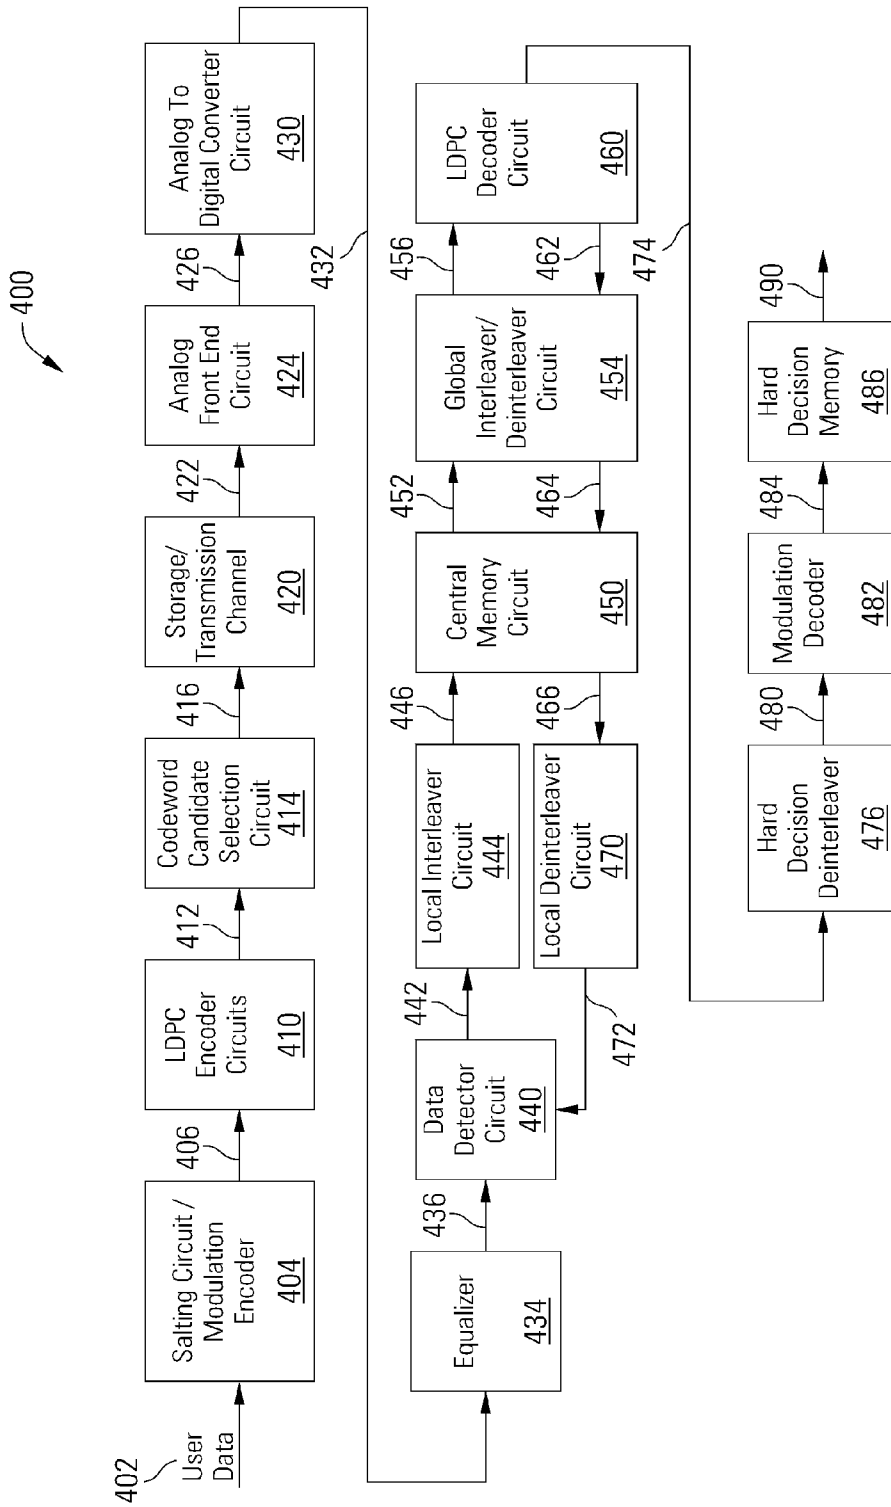 400
402
User
Data
Salting Circuit /
Modulation
Encoder
404
406
LDPC
Encoder
Circuits
410
412
Codeword
Candidate
Selection
Circuit
414
416
Storage/
Transmission
Channel
420
422
Analog
Front End
Circuit
424
426
Analog To
Digital Converter
Circuit
430
432
Equalizer
434
436
Data
Detector
Circuit
440
442
Local Interleaver
Circuit
444
446
Central
Memory
Circuit
450
452
Global
Interleaver/
Deinterleaver
Circuit
454
456
LDPC
Decoder
Circuit
460
462
464
466
Local Deinterleaver
Circuit
470
472
474
Hard
Decision
Deinterleaver
476
480
Modulation
Decoder
482
484
Hard
Decision
Memory
486
490